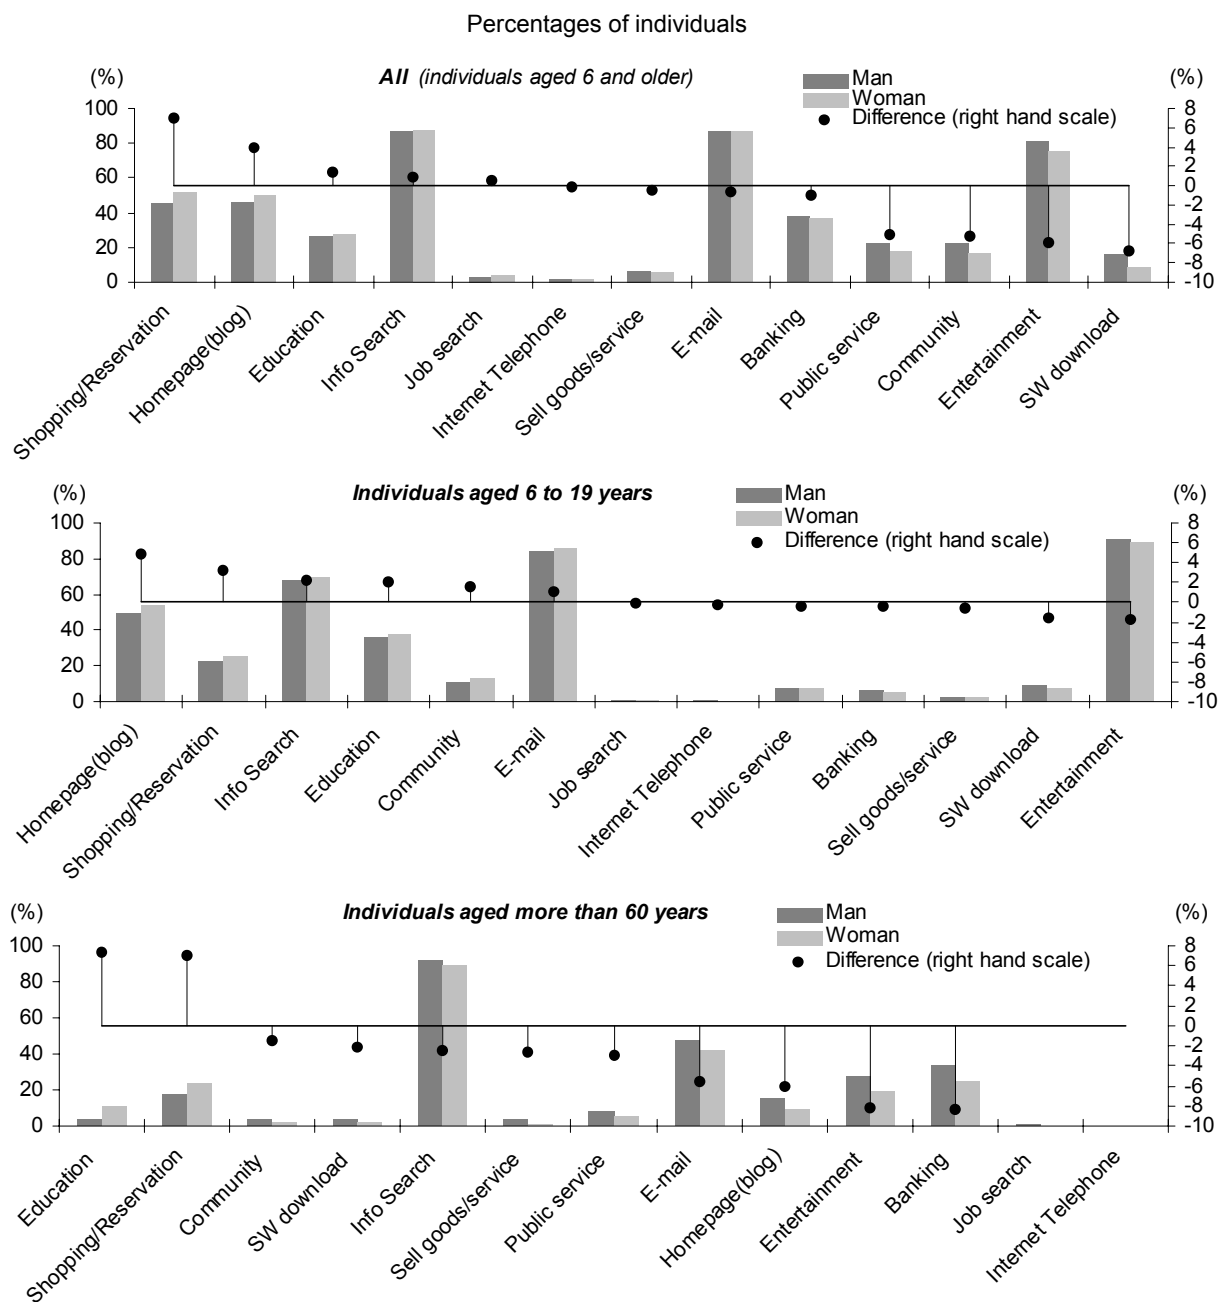 Percentages of individuals
(%)
All (individuals aged 6 and older)
Man
Woman
Difference (right hand scale)
(%)
100
80
60
40
20
0
8
6
4
2
0
-2
-4
-6
-8
-10
Shopping/Reservation
Homepage(blog)
Education
Info Search
Job search
Internet Telephone
Sell goods/service
E-mail
Banking
Public service
Community
Entertainment
SW download
(%)
Individuals aged 6 to 19 years
Man
Woman
Difference (right hand scale)
(%)
100
80
60
40
20
0
8
6
4
2
0
-2
-4
-6
-8
-10
Homepage(blog)
Shopping/Reservation
Info Search
Education
Community
E-mail
Job search
Internet Telephone
Public service
Banking
Sell goods/service
SW download
Entertainment
(%)
Individuals aged more than 60 years
Man
Woman
Difference (right hand scale)
(%)
100
80
60
40
20
0
8
6
4
2
0
-2
-4
-6
-8
-10
Education
Shopping/Reservation
Community
SW download
Info Search
Sell goods/service
Public service
E-mail
Homepage(blog)
Entertainment
Banking
Job search
Internet Telephone